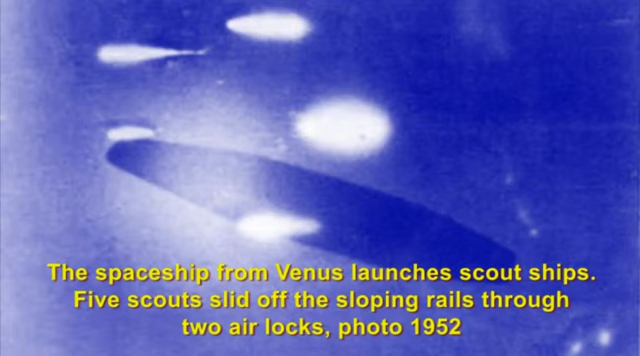 The spaceship from Venus launches scout ships.
Five scouts slid off the sloping rails through
two air locks, photo 1952